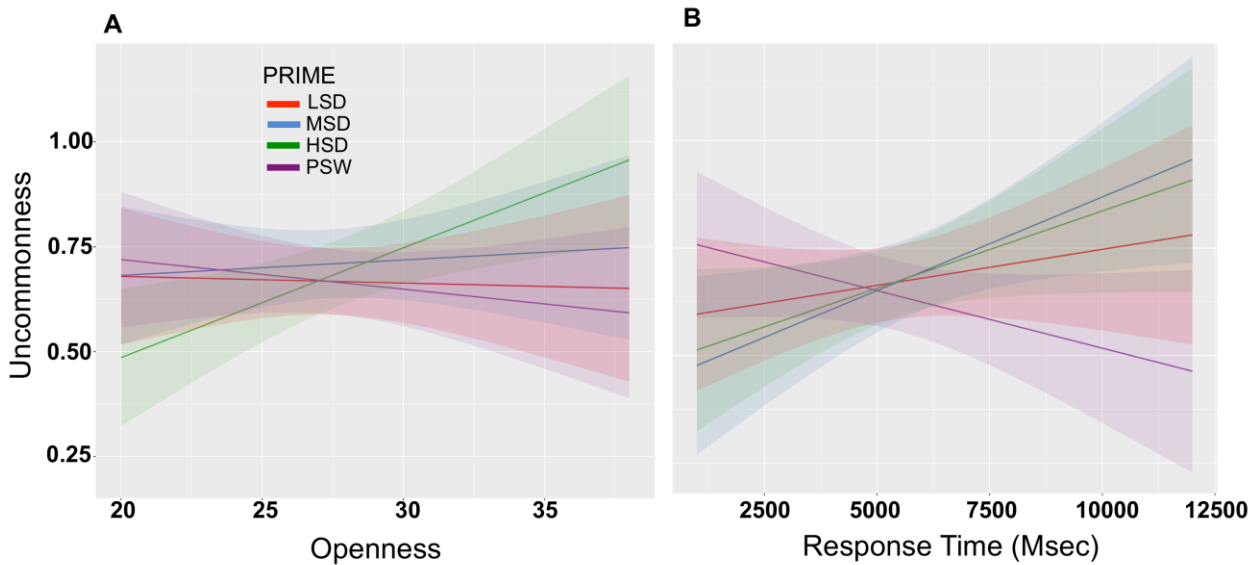 A
B
PRIME
LSD
MSD
HSD
PSW
Uncommonness
1.00
0.75
0.50
0.25
20 25 30 35
2500 5000 7500 10000 12500
Openness
Response Time (Msec)